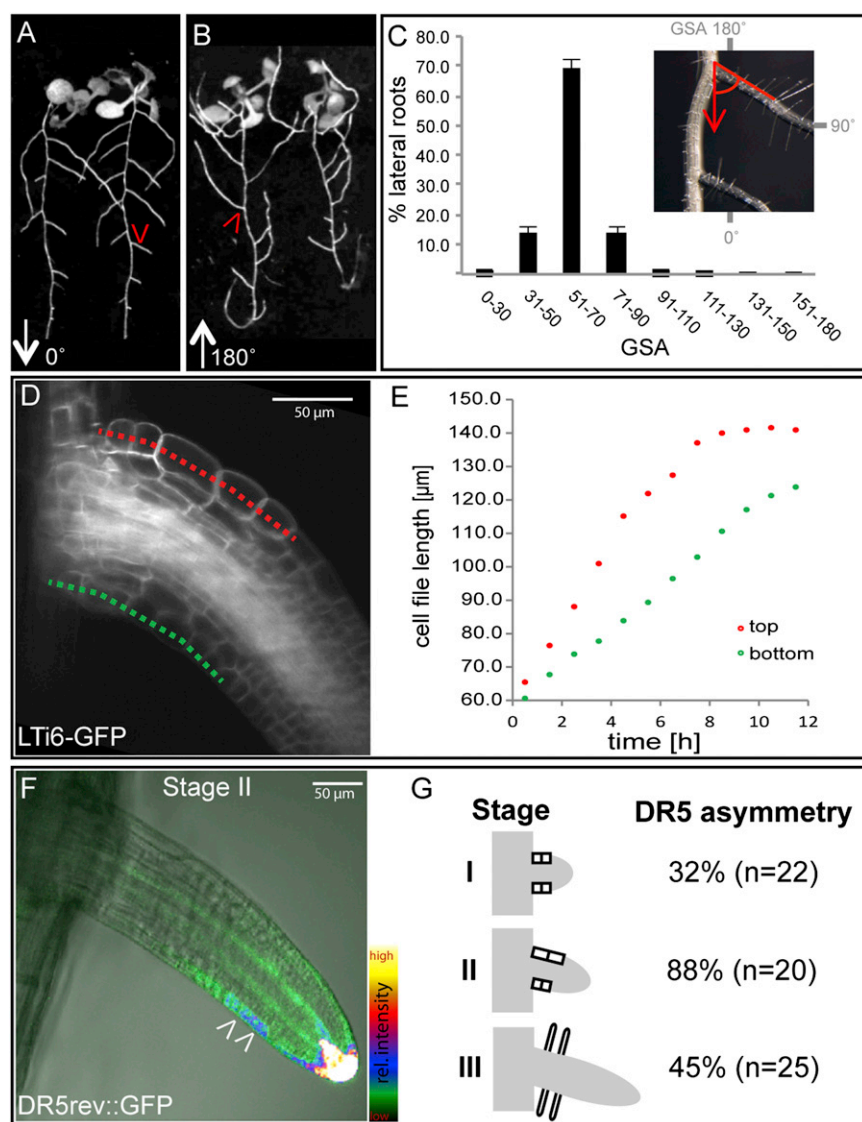 A
0°
B
180°
C
80.0
70.0
60.0
50.0
40.0
30.0
20.0
10.0
% lateral roots
0-30
31-50
51-70
71-90
91-110
111-130
131-150
151-180
GSA
GSA 180°
90°
0°
D
50 µm
LTi6-GFP
E
150.0
140.0
130.0
120.0
110.0
100.0
90.0
80.0
70.0
60.0
cell file length [µm]
0 2 4 6 8 10 12
time [h]
top
bottom
F
Stage II
50 µm
DR5rev::GFP
high
rel. intensity
low
G
Stage DR5 asymmetry
I 32% (n=22)
II 88% (n=20)
III 45% (n=25)